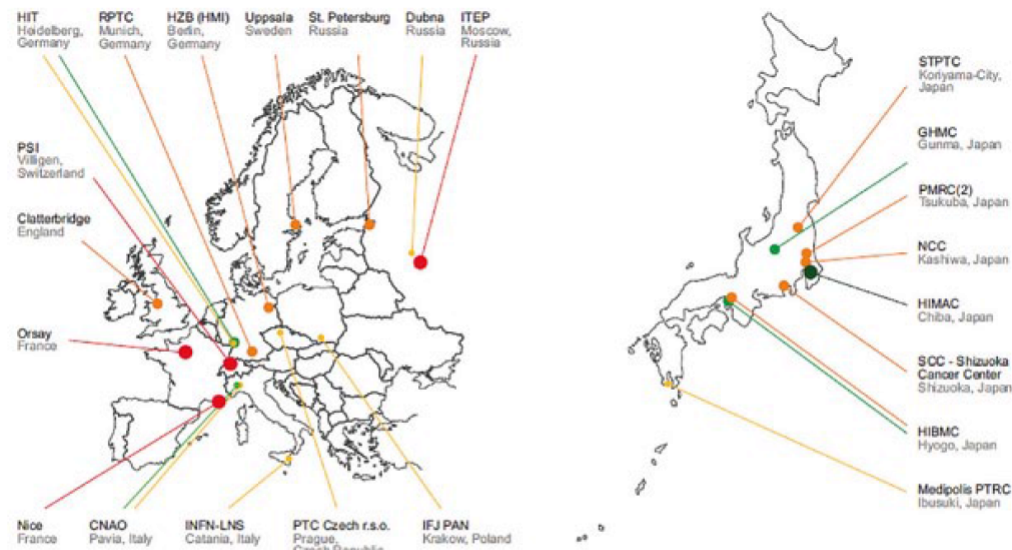 HIT
Heidelberg,
Germany
RPTC
Munich,
Germany
HZB (HMI)
Berlin,
Germany
Uppsala
Sweden
St. Petersburg
Russia
Dubna
Russia
ITEP
Moscow,
Russia
PSI
Villigen,
Switzerland
Clatterbridge
England
Orsay
France
Nice
France
CNAO
Pavia, Italy
INFN-LNS
Catania, Italy
PTC Czech r.s.o.
Prague,
Czech Republic
IFJ PAN
Krakow, Poland
STPTC
Koriyama-City,
Japan
GHMC
Gunma, Japan
PMRC(2)
Tsukuba, Japan
NCC
Kashiwa, Japan
HIMAC
Chiba, Japan
SCC - Shizuoka
Cancer Center
Shizuoka, Japan
HIBMC
Hyogo, Japan
Medipolis PTRC
Ibusuki, Japan